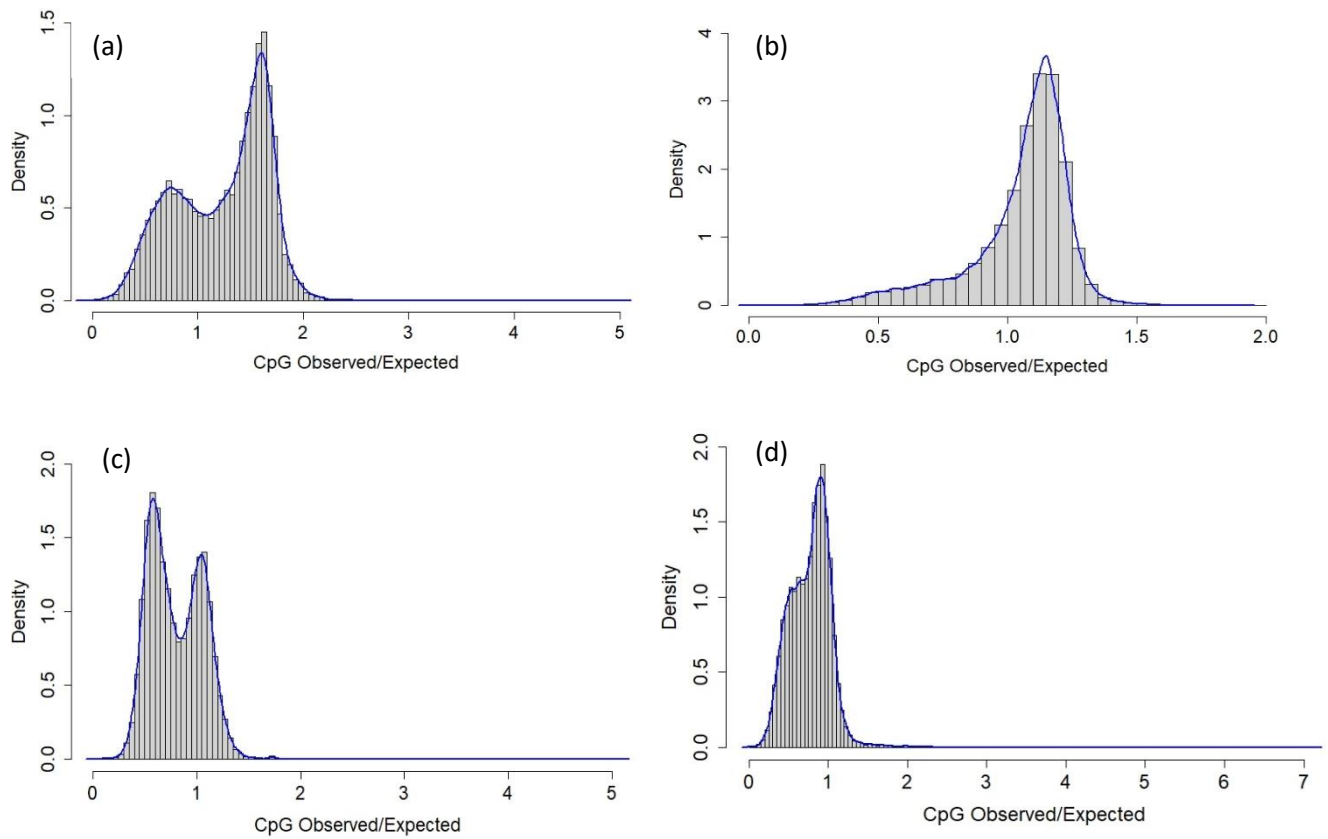 (a)
Density
0.0 0.5 1.0 1.5
0 1 2 3 4 5
CpG Observed/Expected
(b)
Density
0 1 2 3 4
0.0 0.5 1.0 1.5 2.0
CpG Observed/Expected
(c)
Density
0.0 0.5 1.0 1.5 2.0
0 1 2 3 4 5
CpG Observed/Expected
(d)
Density
0.0 0.5 1.0 1.5 2.0
0 1 2 3 4 5 6 7
CpG Observed/Expected